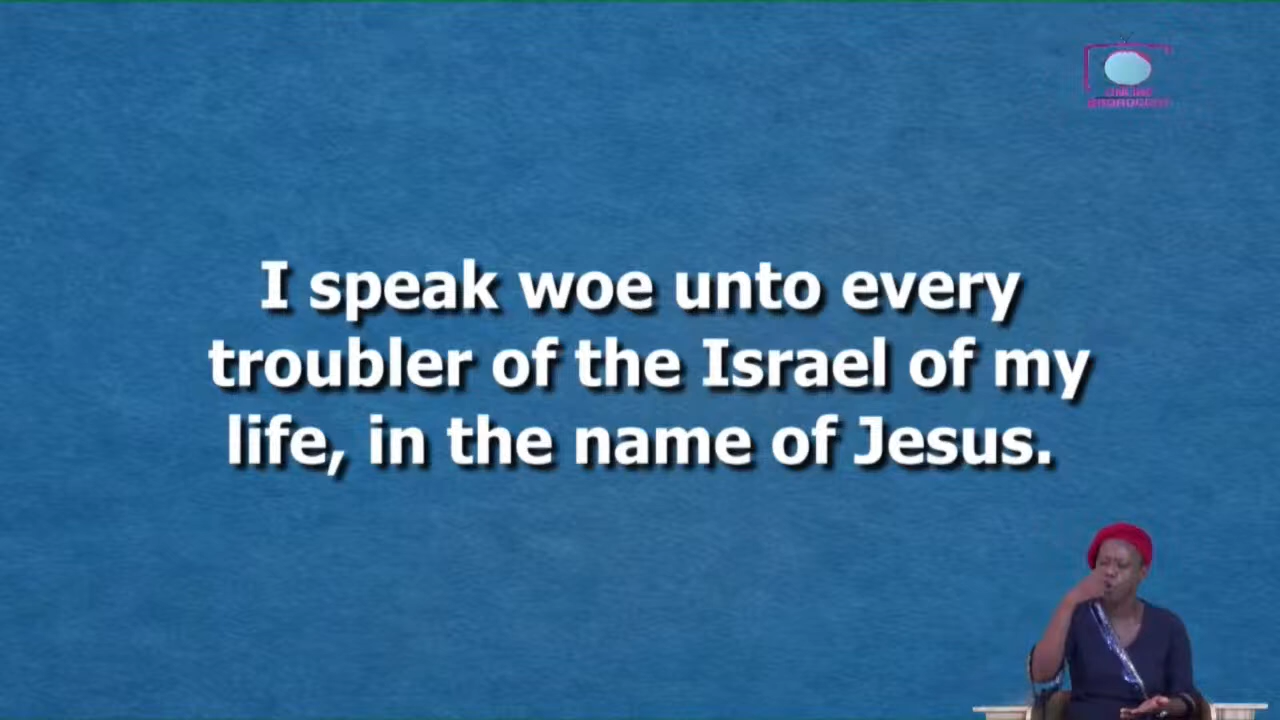 I speak woe unto every
troubler of the Israel of my
life, in the name of Jesus.